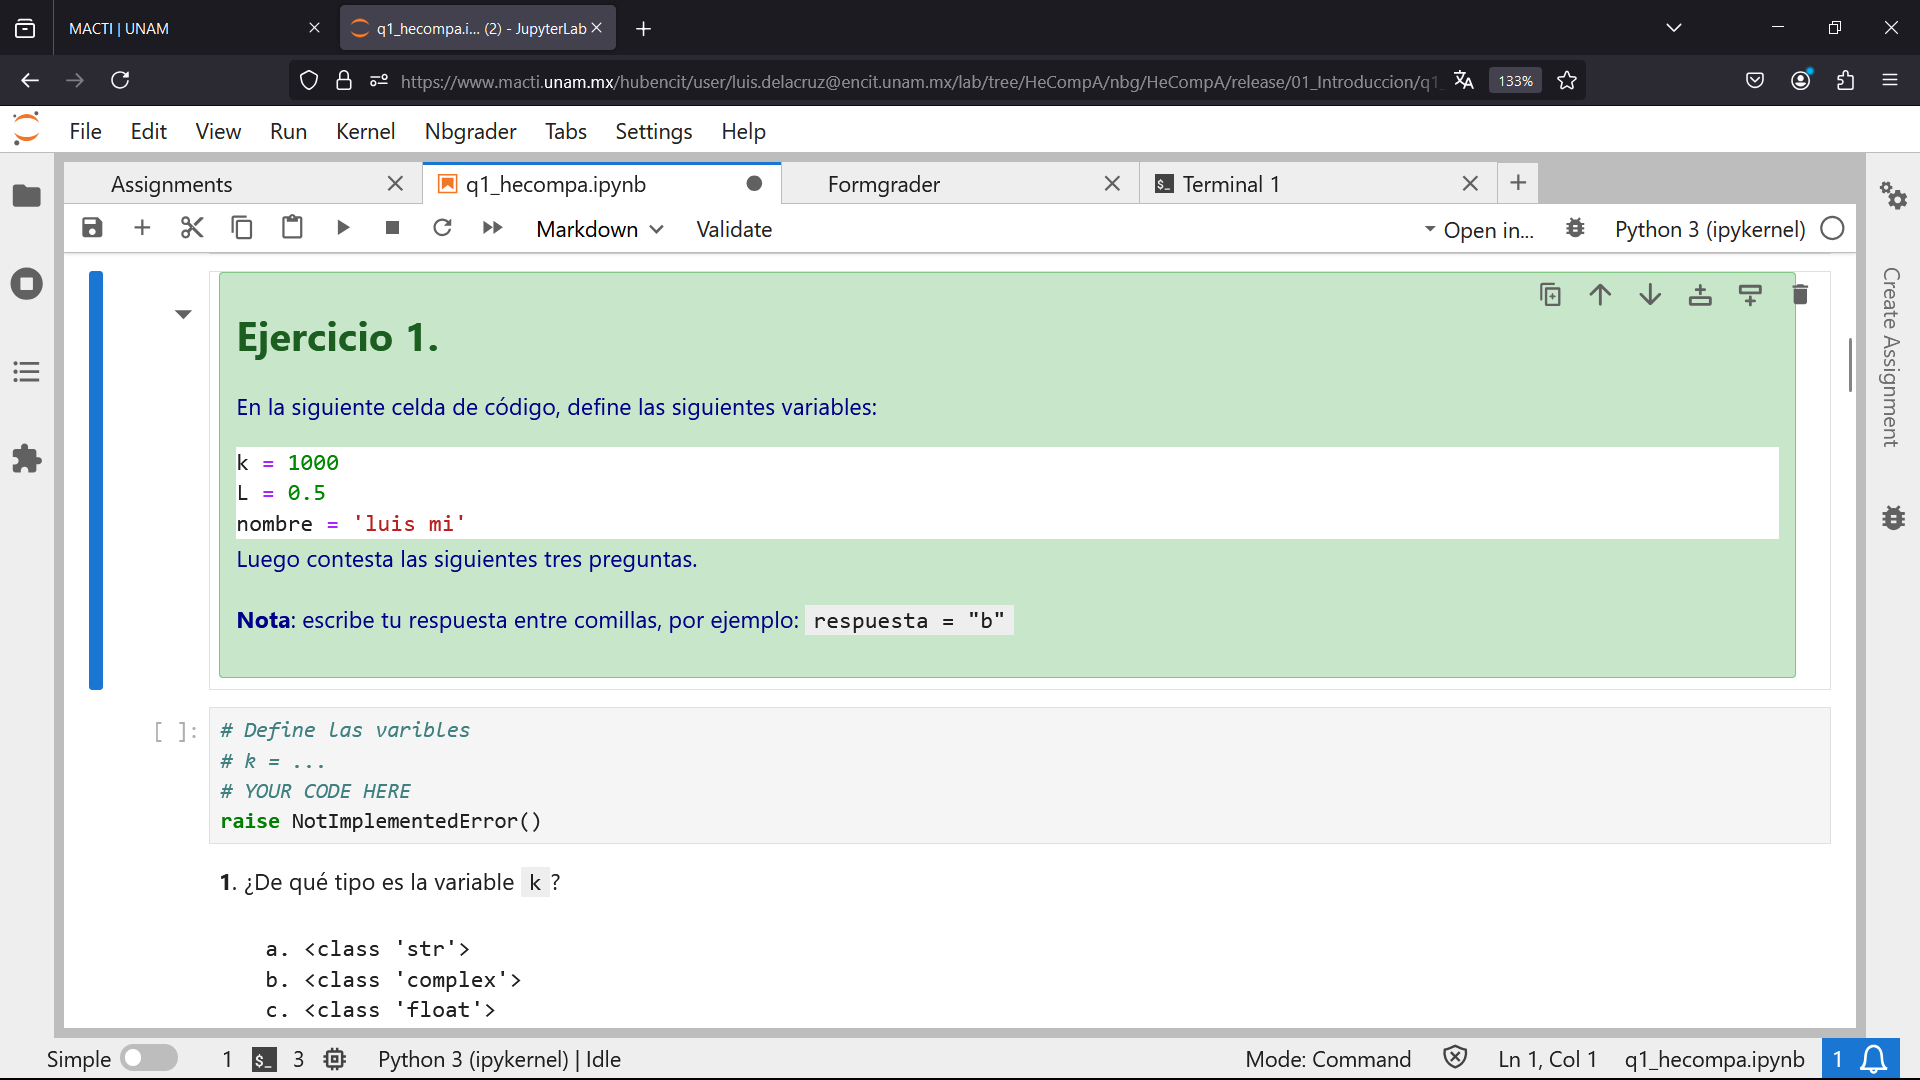 MACTI | UNAM
q1_hecompa.i... (2) - JupyterLab
https://www.macti.unam.mx/hubencit/user/luis.delacruz@encit.unam.mx/lab/tree/HeCompA/nbg/HeCompA/release/01_Introduccion/q1_
133%
File Edit View Run Kernel Nbgrader Tabs Settings Help
Assignments
q1_hecompa.ipynb
Formgrader
Terminal 1
Markdown
Validate
Open in...
Python 3 (ipykernel)
Create Assignment
Ejercicio 1.
En la siguiente celda de código, define las siguientes variables:
k = 1000
L = 0.5
nombre = 'luis mi'
Luego contesta las siguientes tres preguntas.
Nota: escribe tu respuesta entre comillas, por ejemplo: respuesta = "b"
[ ]:
# Define las varibles
# k = ...
# YOUR CODE HERE
raise NotImplementedError()
1. ¿De qué tipo es la variable k?
a. <class 'str'>
b. <class 'complex'>
c. <class 'float'>
Simple 1 $_ 3 Python 3 (ipykernel) | Idle Mode: Command Ln 1, Col 1 q1_hecompa.ipynb 1